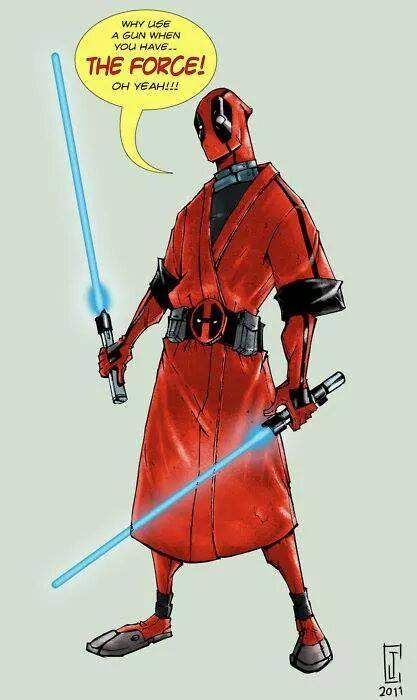 WHY USE
A GUN WHEN
YOU HAVE..
THE FORCE!
OH YEAH!!!
2011